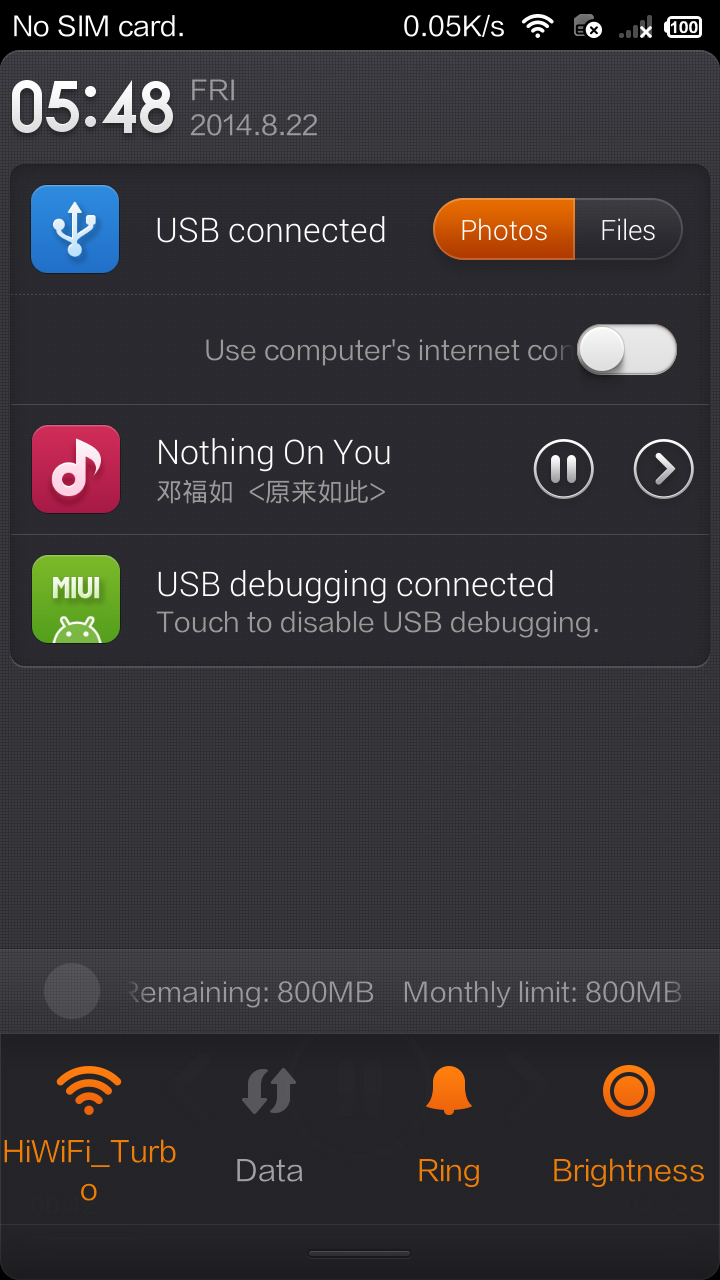 No SIM card. 0.05K/s 100
05:48 FRI
2014.8.22
USB connected Photos Files
Use computer's internet con
Nothing On You
邓福如 <原来如此>
MIUI
USB debugging connected
Touch to disable USB debugging.
Remaining: 800MB Monthly limit: 800MB
HiWiFi_Turb
o
Data
Ring
Brightness